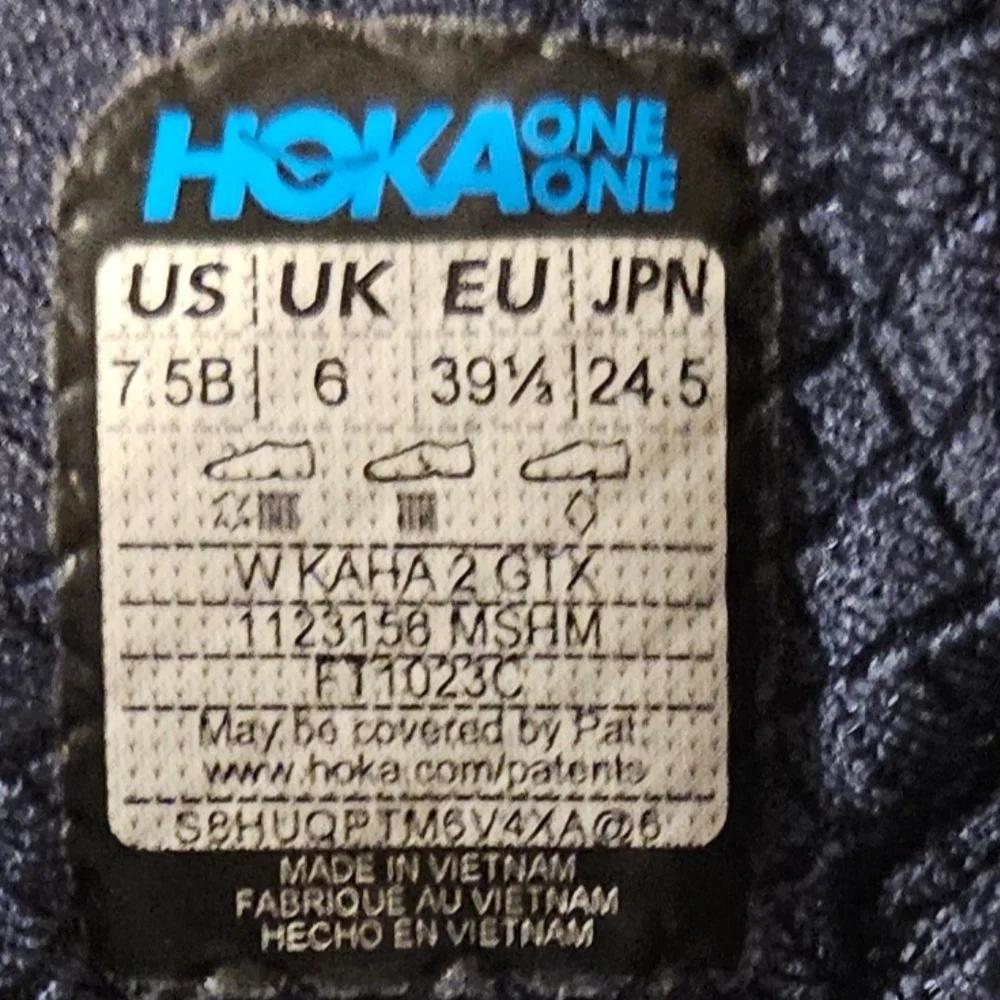 HOKA ONE ONE
US UK EU JPN
7.5B 6 39⅓ 24.5
W KAHA 2 GTX
1123156 MSHM
FT1023C
May be covered by Pat:
www.hoka.com/patents
S8HUQPTM6V4XA@6
MADE IN VIETNAM
FABRIQUÉ AU VIETNAM
HECHO EN VIETNAM